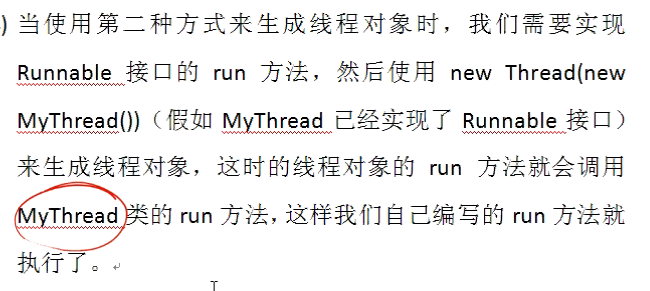 ) 当使用第二种方式来生成线程对象时，我们需要实现
Runnable 接口的 run 方法，然后使用 new Thread(new
MyThread())（假如 MyThread 已经实现了 Runnable 接口）
来生成线程对象，这时的线程对象的 run 方法就会调用
MyThread 类的 run 方法，这样我们自己编写的 run 方法就
执行了。